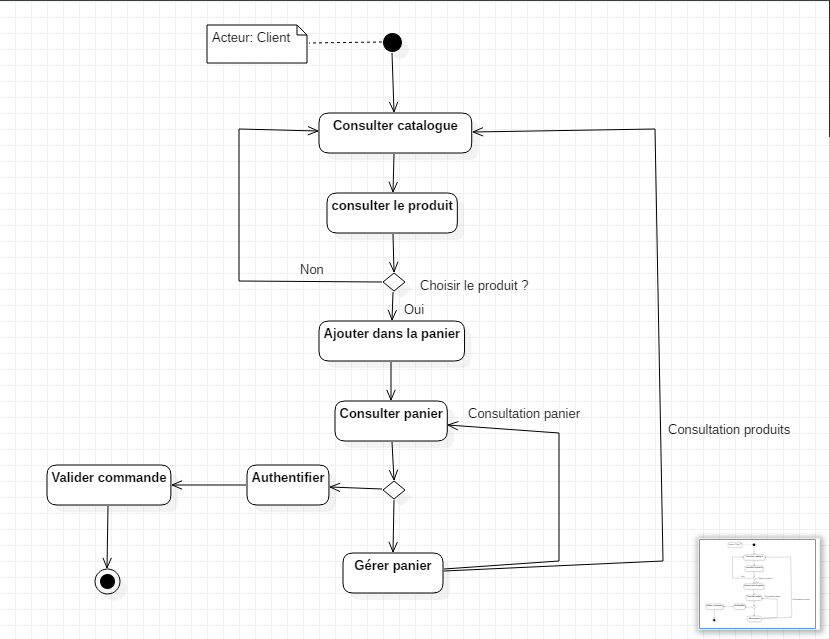 Acteur: Client
Consulter catalogue
consulter le produit
Non
Choisir le produit ?
Oui
Ajouter dans la panier
Consulter panier
Consultation panier
Consultation produits
Valider commande
Authentifier
Gérer panier